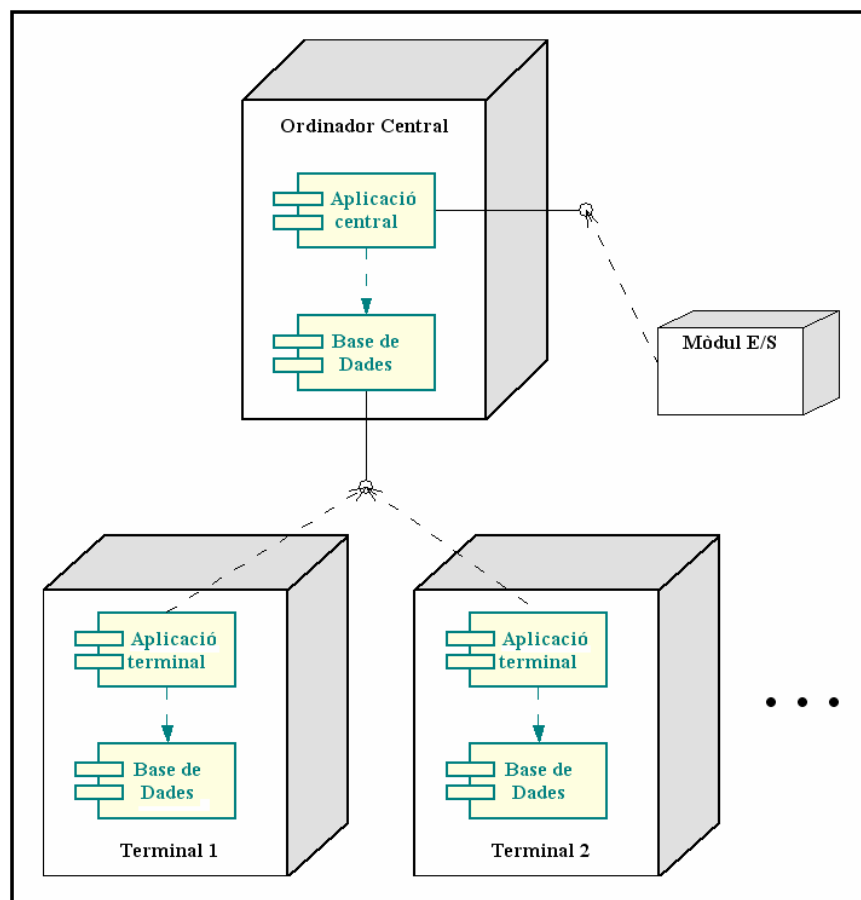 Ordinador Central
Aplicació
central
Base de
Dades
Mòdul E/S
Aplicació
terminal
Base de
Dades
Terminal 1
Aplicació
terminal
Base de
Dades
Terminal 2